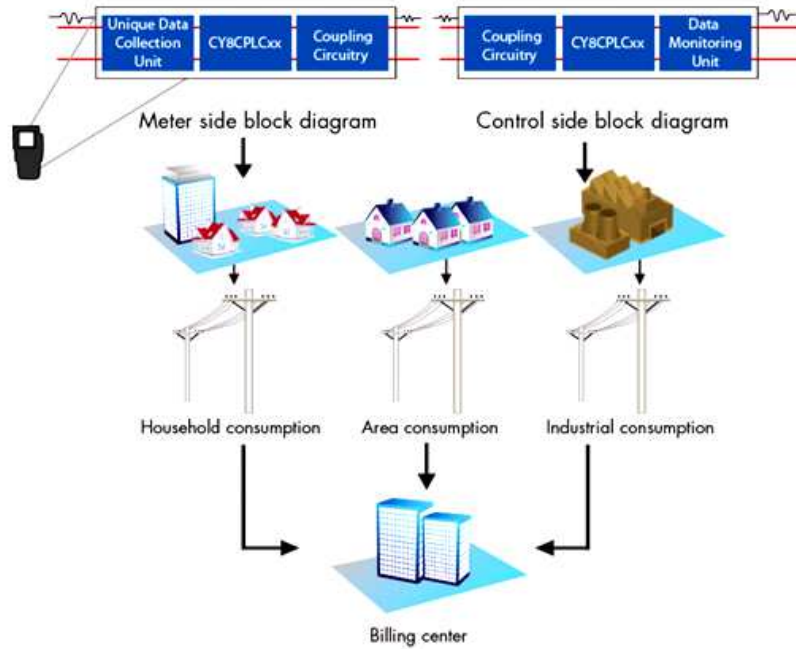 Unique Data
Collection
Unit
CY8CPLCxx
Coupling
Circuitry
Coupling
Circuitry
CY8CPLCxx
Data
Monitoring
Unit
Meter side block diagram
Control side block diagram
Household consumption
Area consumption
Industrial consumption
Billing center